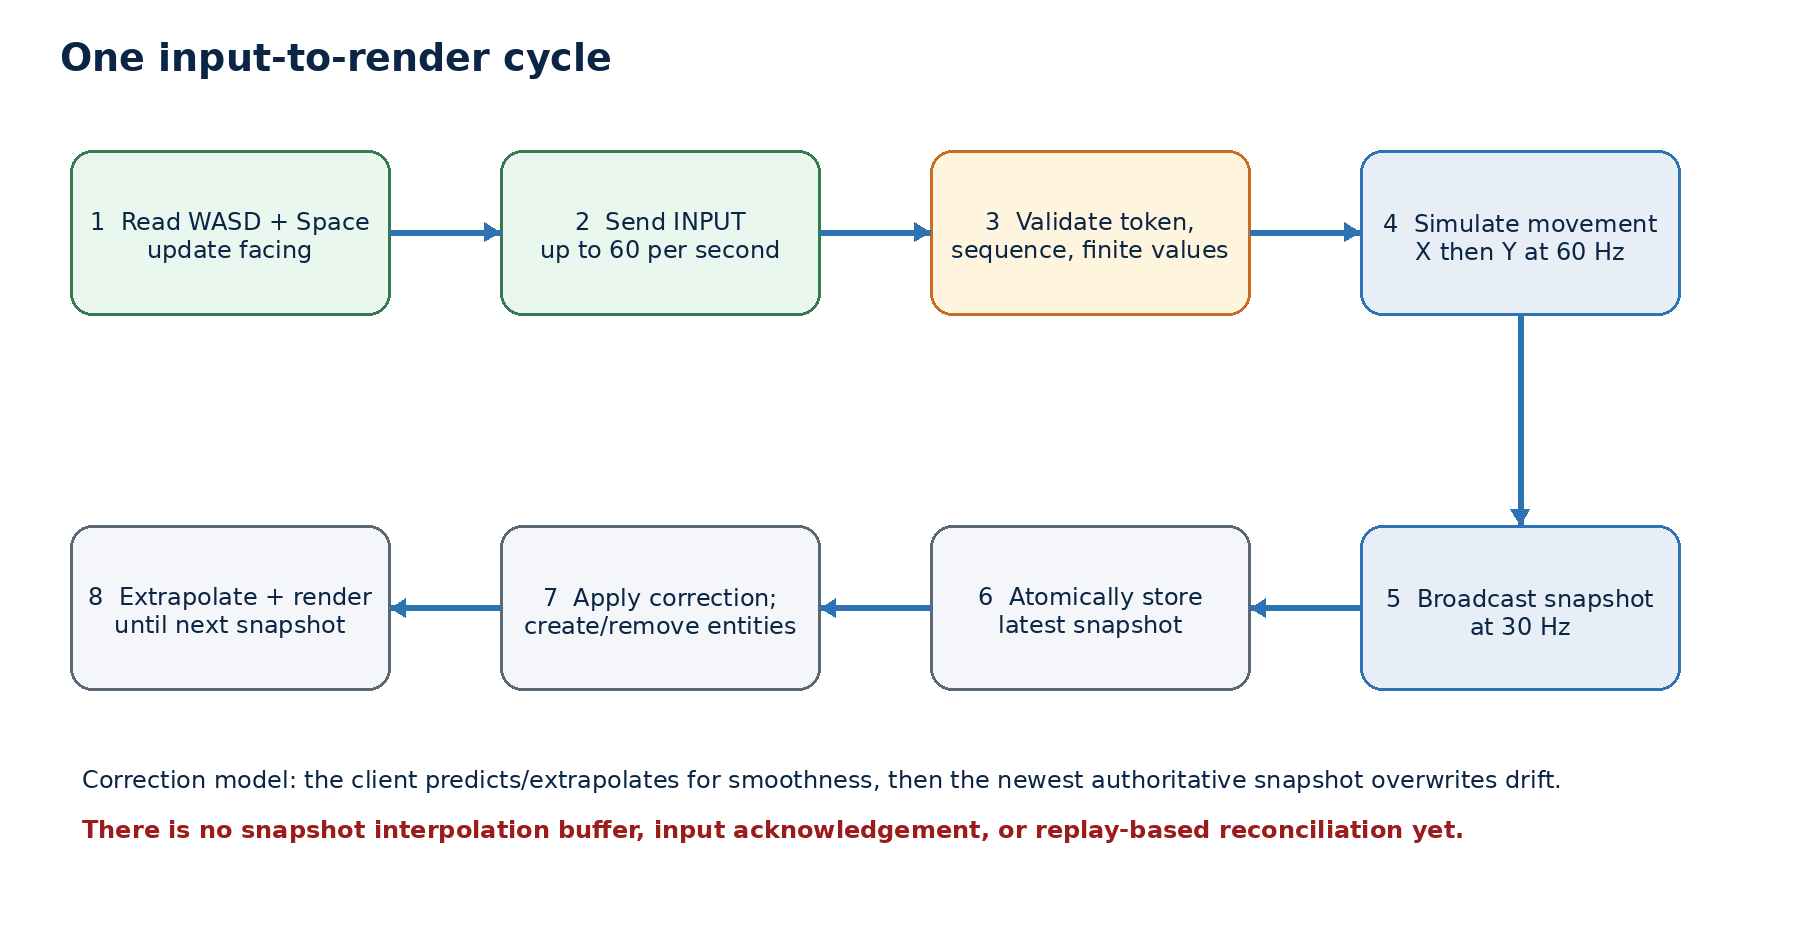 One input-to-render cycle
1  Read WASD + Space
update facing
2  Send INPUT
up to 60 per second
3  Validate token,
sequence, finite values
4  Simulate movement
X then Y at 60 Hz
5  Broadcast snapshot
at 30 Hz
6  Atomically store
latest snapshot
7  Apply correction;
create/remove entities
8  Extrapolate + render
until next snapshot
Correction model: the client predicts/extrapolates for smoothness, then the newest authoritative snapshot overwrites drift.
There is no snapshot interpolation buffer, input acknowledgement, or replay-based reconciliation yet.